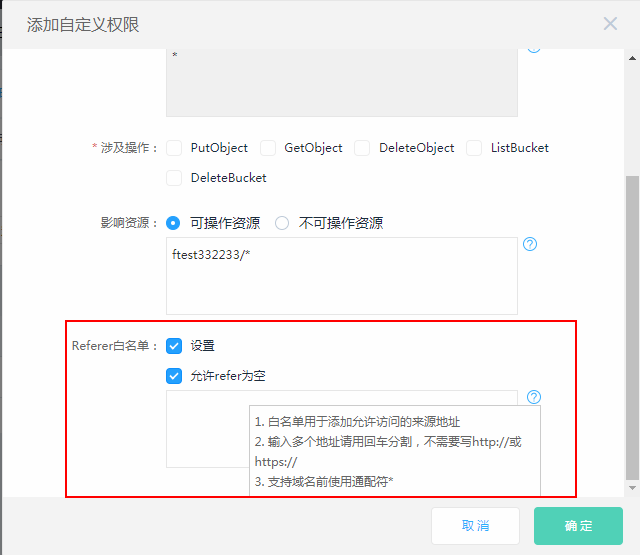 添加自定义权限
*
* 涉及操作：
PutObject
GetObject
DeleteObject
ListBucket
DeleteBucket
影响资源：
可操作资源
不可操作资源
ftest332233/*
Referer白名单：
设置
允许refer为空
1. 白名单用于添加允许访问的来源地址
2. 输入多个地址请用回车分割，不需要写http://或
https://
3. 支持域名前使用通配符*
取消
确定